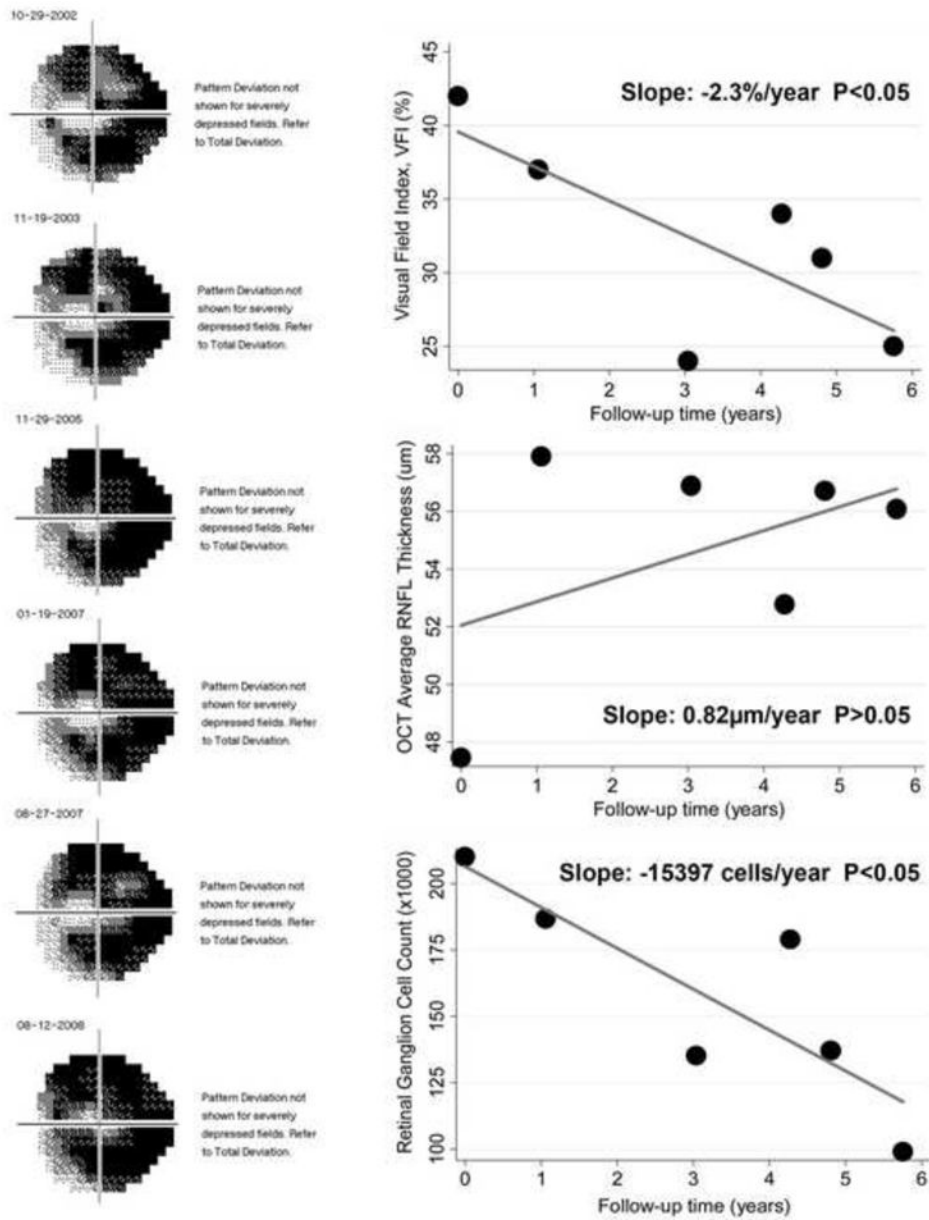 10-29-2002
Pattern Deviation not
shown for severely
depressed fields. Refer
to Total Deviation.
11-19-2003
Pattern Deviation not
shown for severely
depressed fields. Refer
to Total Deviation.
11-29-2005
Pattern Deviation not
shown for severely
depressed fields. Refer
to Total Deviation.
01-19-2007
Pattern Deviation not
shown for severely
depressed fields. Refer
to Total Deviation.
08-27-2007
Pattern Deviation not
shown for severely
depressed fields. Refer
to Total Deviation.
08-12-2008
Pattern Deviation not
shown for severely
depressed fields. Refer
to Total Deviation.
Slope: -2.3%/year P<0.05
Visual Field Index, VFI (%)
45
40
35
30
25
0 1 2 3 4 5 6
Follow-up time (years)
OCT Average RNFL Thickness (um)
58
56
54
52
50
48
Slope: 0.82µm/year P>0.05
0 1 2 3 4 5 6
Follow-up time (years)
Slope: -15397 cells/year P<0.05
Retinal Ganglion Cell Count (x1000)
200
175
150
125
100
0 1 2 3 4 5 6
Follow-up time (years)